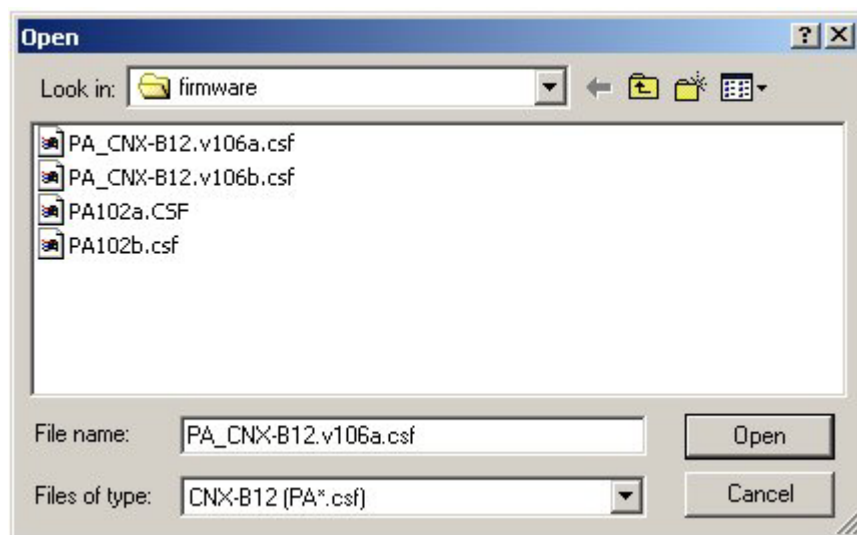 Open
Look in: firmware
PA_CNX-B12.v106a.csf
PA_CNX-B12.v106b.csf
PA102a.CSF
PA102b.csf
File name: PA_CNX-B12.v106a.csf Open
Files of type: CNX-B12 (PA*.csf) Cancel